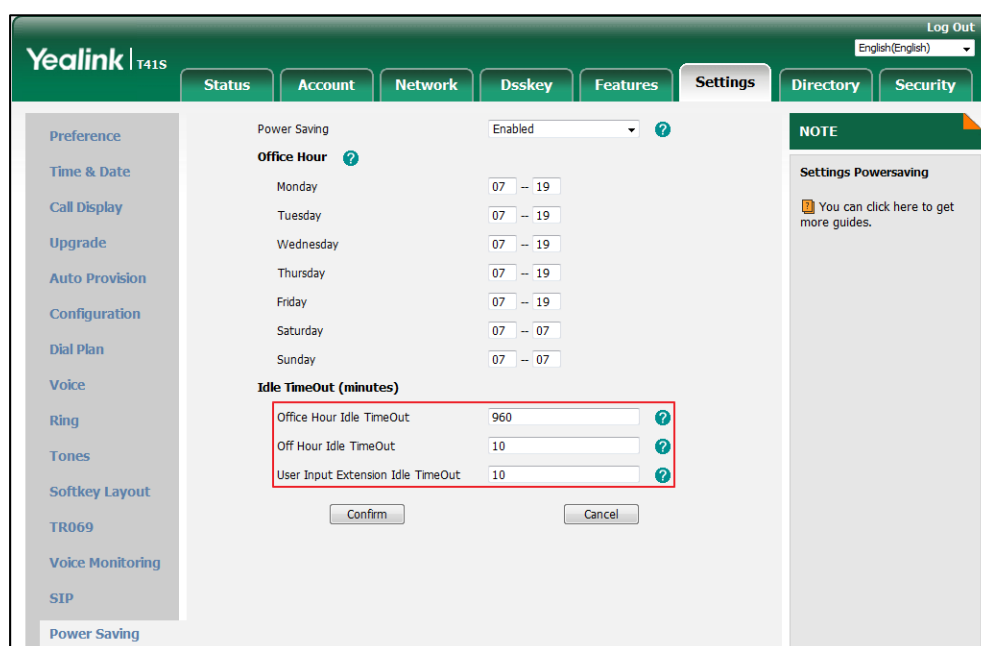 Log Out
Yealink T41S
English(English)
Status Account Network Dsskey Features Settings Directory Security
Preference
Time & Date
Call Display
Upgrade
Auto Provision
Configuration
Dial Plan
Voice
Ring
Tones
Softkey Layout
TR069
Voice Monitoring
SIP
Power Saving
Power Saving Enabled ?
Office Hour ?
Monday 07 -- 19
Tuesday 07 -- 19
Wednesday 07 -- 19
Thursday 07 -- 19
Friday 07 -- 19
Saturday 07 -- 07
Sunday 07 -- 07
Idle TimeOut (minutes)
Office Hour Idle TimeOut 960 ?
Off Hour Idle TimeOut 10 ?
User Input Extension Idle TimeOut 10 ?
Confirm Cancel
NOTE
Settings Powersaving
? You can click here to get
more guides.